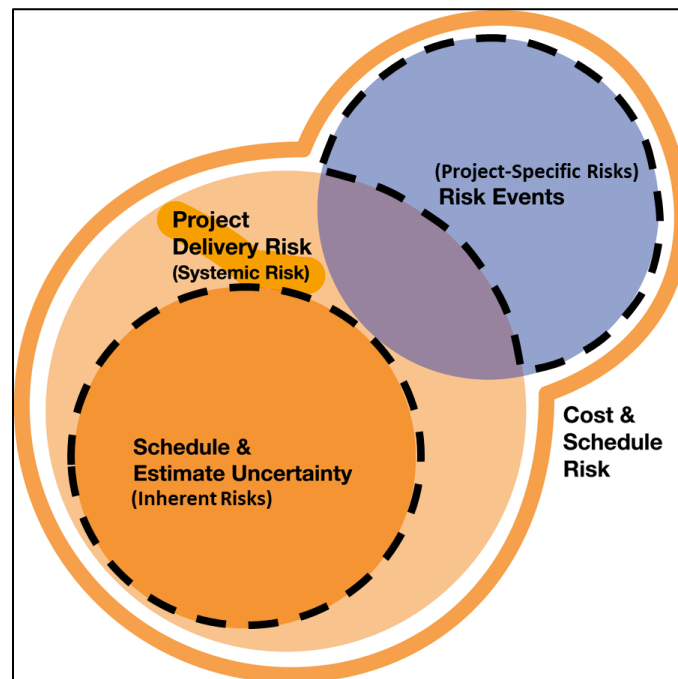 (Project-Specific Risks)
Risk Events
Project
Delivery Risk
(Systemic Risk)
Cost &
Schedule
Risk
Schedule &
Estimate Uncertainty
(Inherent Risks)